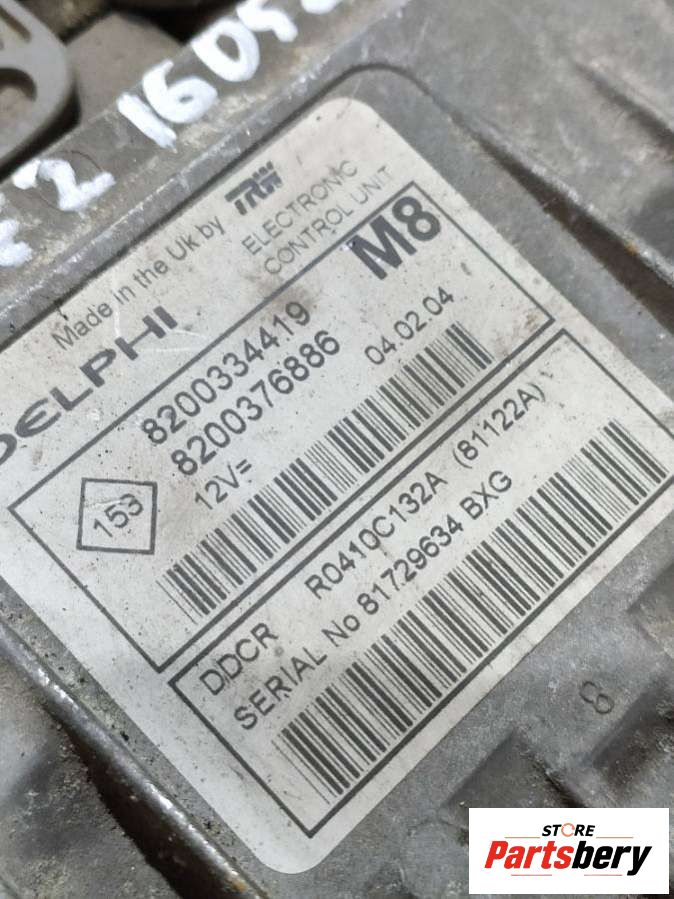 Made in the Uk by TRW
DELPHI
ELECTRONIC
CONTROL UNIT
8200334419
8200376886
M8
153
12V=
04.02.04
DDCR R0410C132A (81122A)
SERIAL No 81729634 BXG
8
STORE
Partsbery